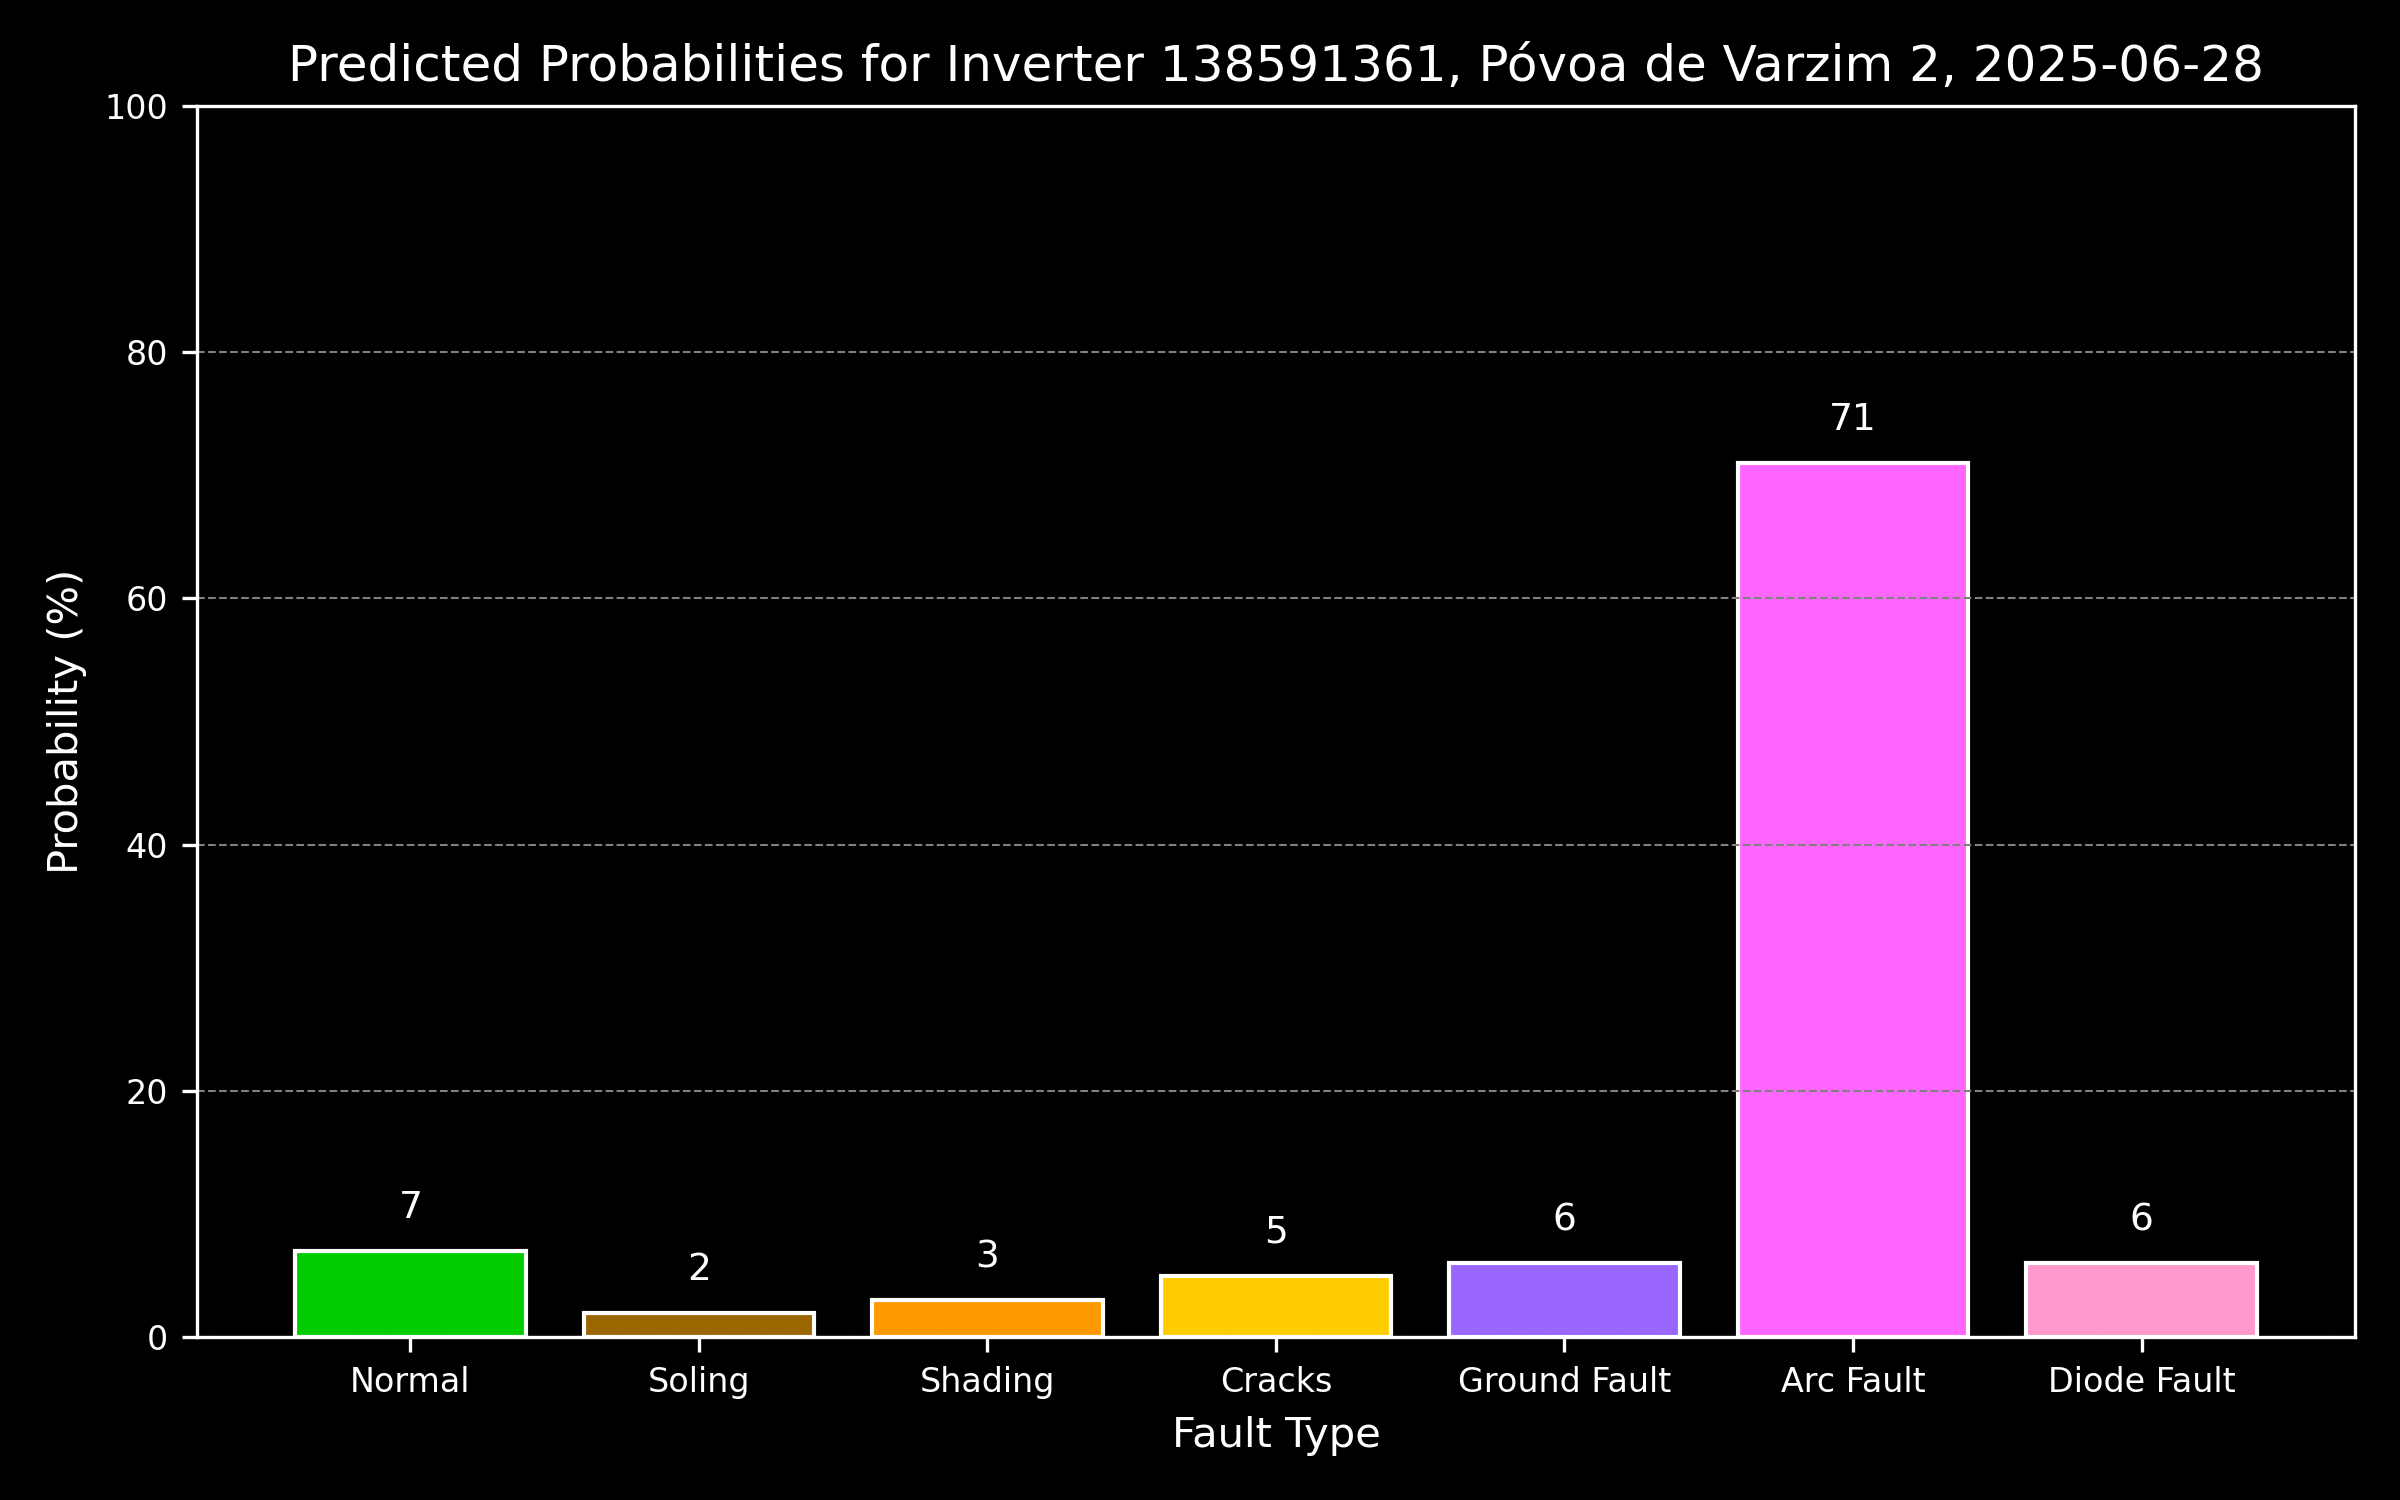 Predicted Probabilities for Inverter 138591361, Póvoa de Varzim 2, 2025-06-28
100
80
60
40
20
0
Probability (%)
7
2
3
5
6
71
6
Normal
Soling
Shading
Cracks
Ground Fault
Arc Fault
Diode Fault
Fault Type